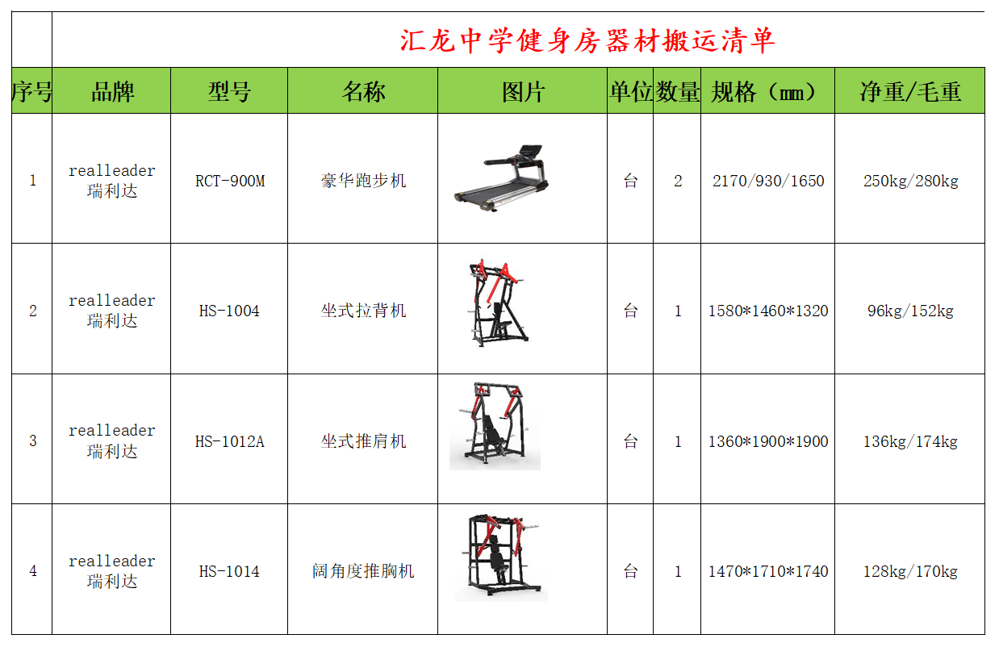 汇龙中学健身房器材搬运清单
序号 品牌 型号 名称 图片 单位 数量 规格（mm） 净重/毛重
1 realleader 瑞利达 RCT-900M 豪华跑步机 台 2 2170/930/1650 250kg/280kg
2 realleader 瑞利达 HS-1004 坐式拉背机 台 1 1580*1460*1320 96kg/152kg
3 realleader 瑞利达 HS-1012A 坐式推肩机 台 1 1360*1900*1900 136kg/174kg
4 realleader 瑞利达 HS-1014 阔角度推胸机 台 1 1470*1710*1740 128kg/170kg